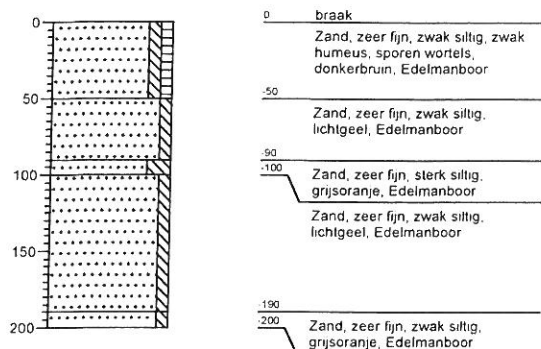 0
50
100
150
200
0
braak
Zand, zeer fijn, zwak siltig, zwak
humeus, sporen wortels,
donkerbruin, Edelmanboor
-50
Zand, zeer fijn, zwak siltig,
lichtgeel, Edelmanboor
-90
Zand, zeer fijn, sterk siltig,
grijsoranje, Edelmanboor
-100
Zand, zeer fijn, zwak siltig,
lichtgeel, Edelmanboor
-190
Zand, zeer fijn, zwak siltig,
grijsoranje, Edelmanboor
-200